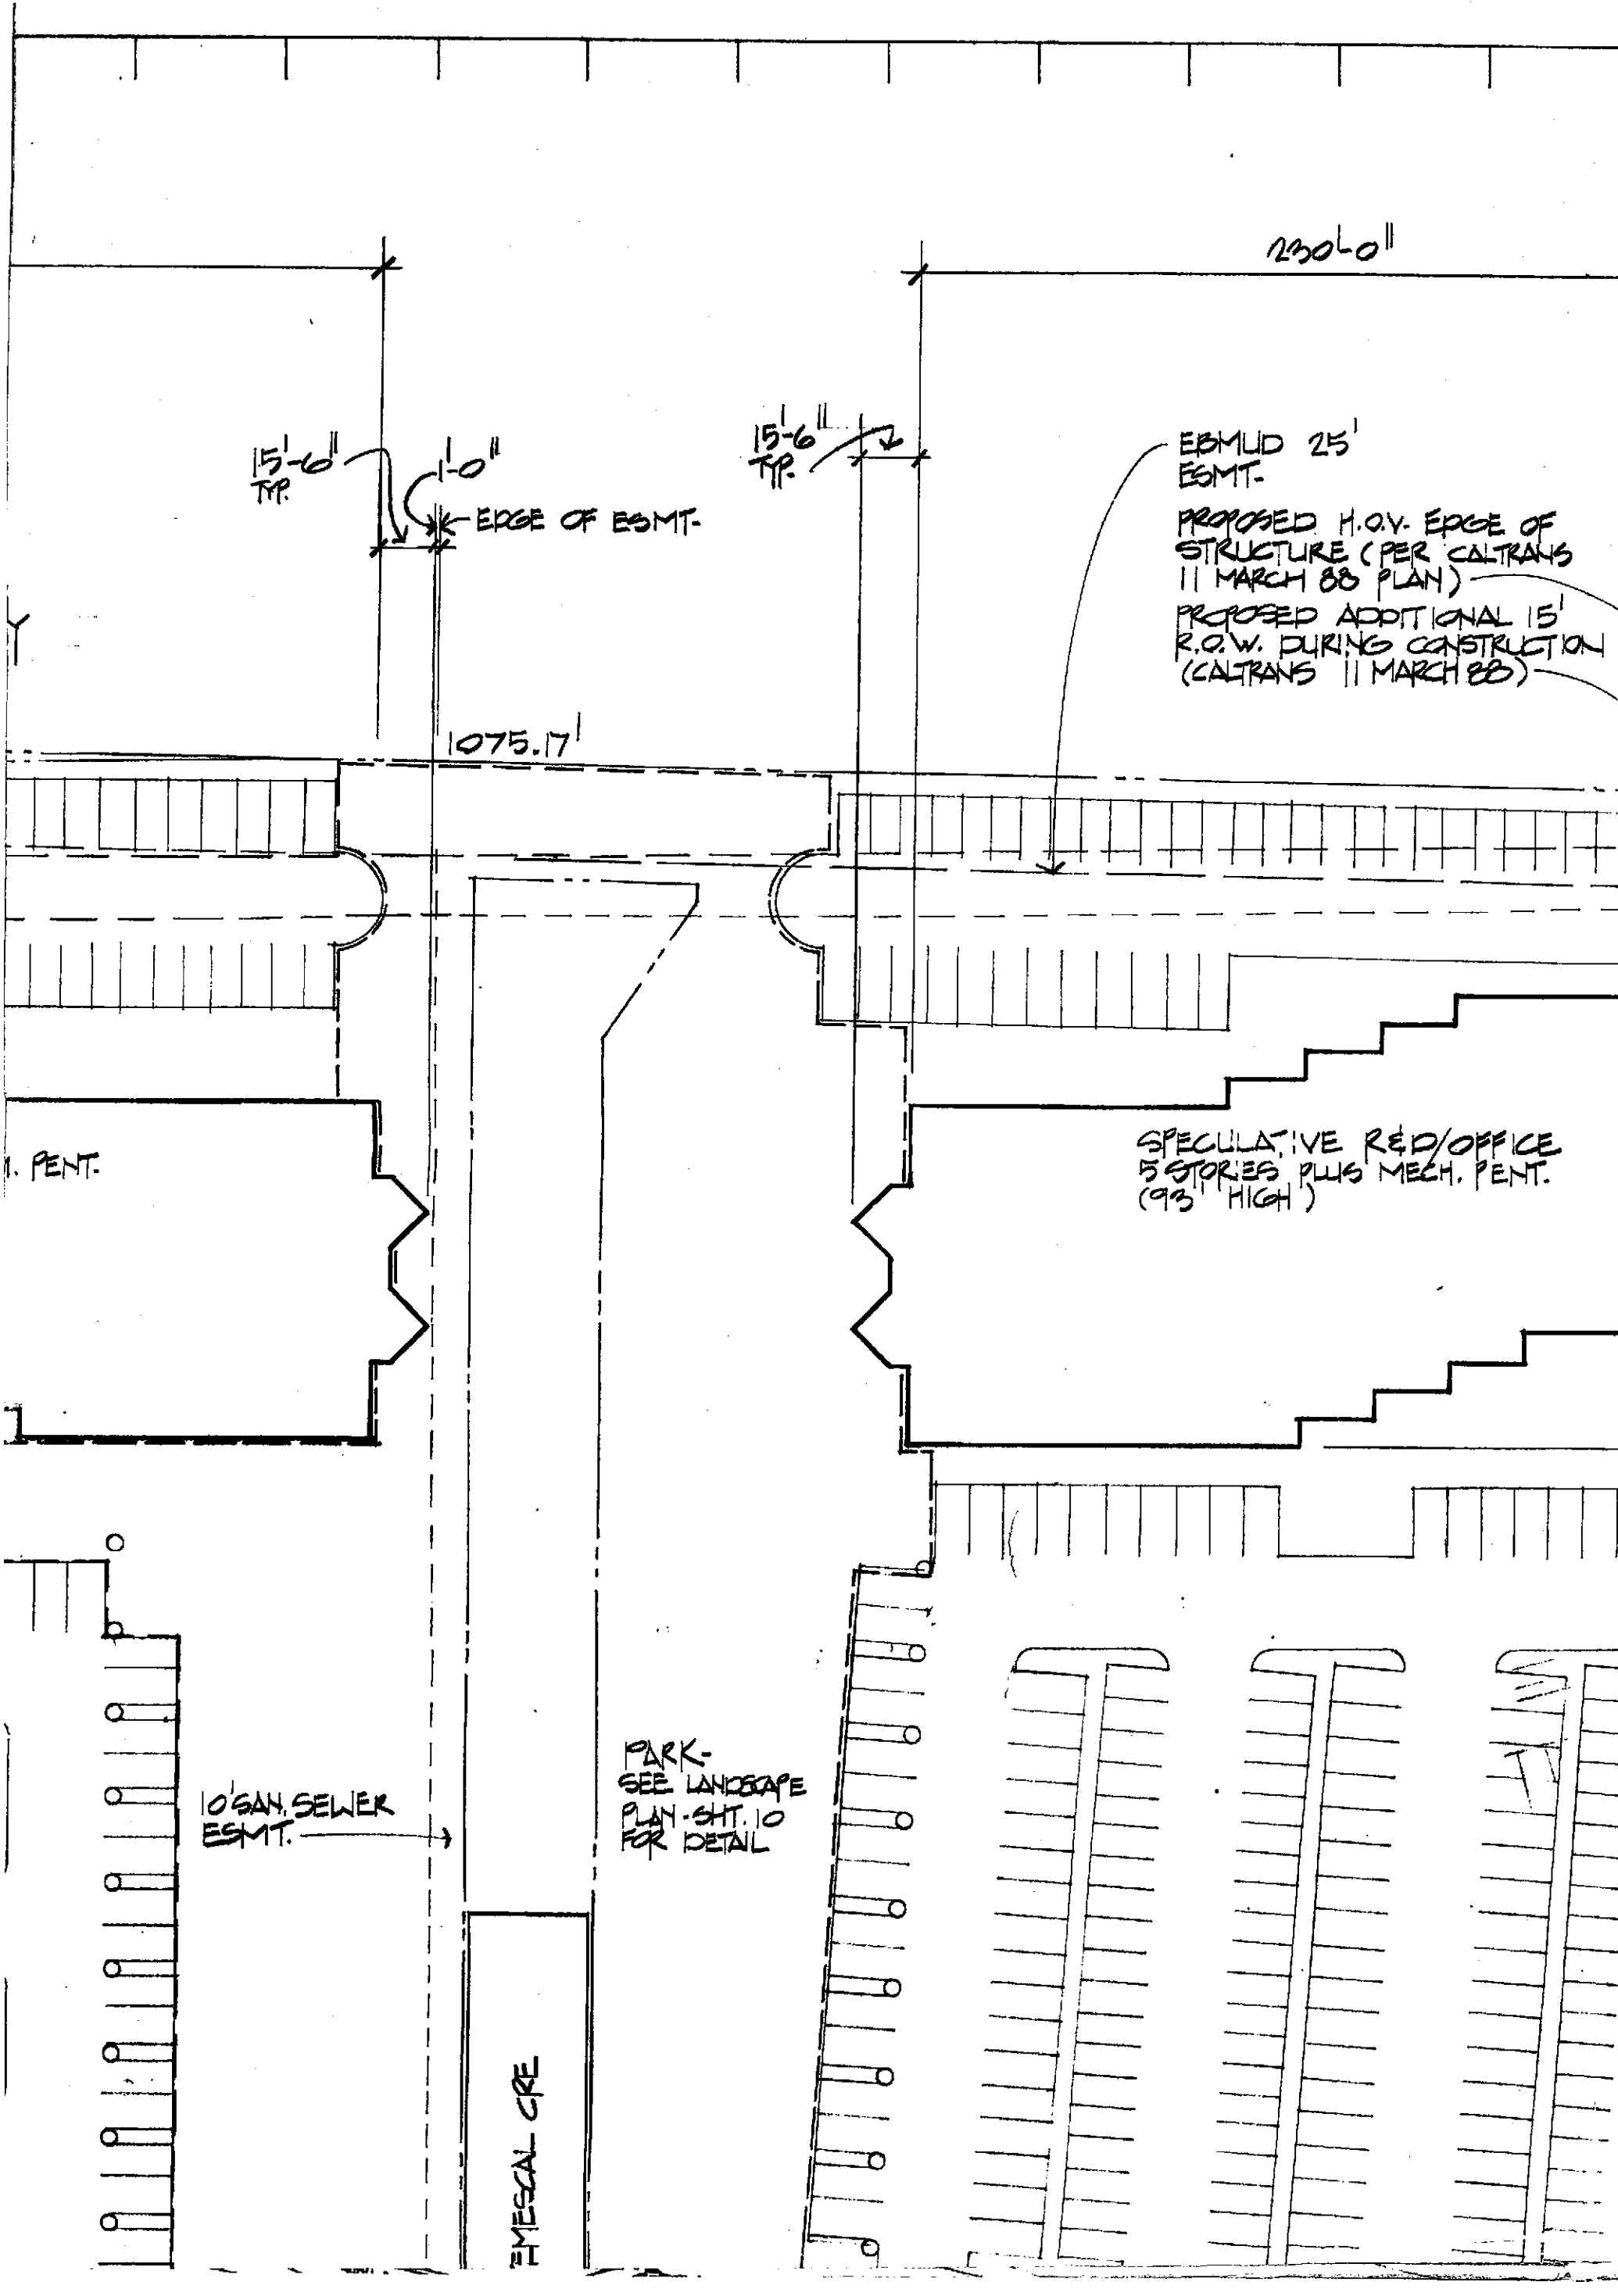 230'-0"
15'-6"
TYP.
1'-0"
EDGE OF ESMT.
15'-6"
TYP.
EBMUD 25'
ESMT.
PROPOSED H.O.V. EDGE OF
STRUCTURE (PER CALTRANS
11 MARCH 88 PLAN)
PROPOSED ADDITIONAL 15'
R.O.W. DURING CONSTRUCTION
(CALTRANS 11 MARCH 88)
Y
1075.17'
. PENT.
SPECULATIVE R&D/OFFICE
5 STORIES PLUS MECH. PENT.
(93' HIGH)
PARK-
SEE LANDSCAPE
PLAN-SHT. 10
FOR DETAIL
10' SAN. SEWER
ESMT.
EMESCAL CRE